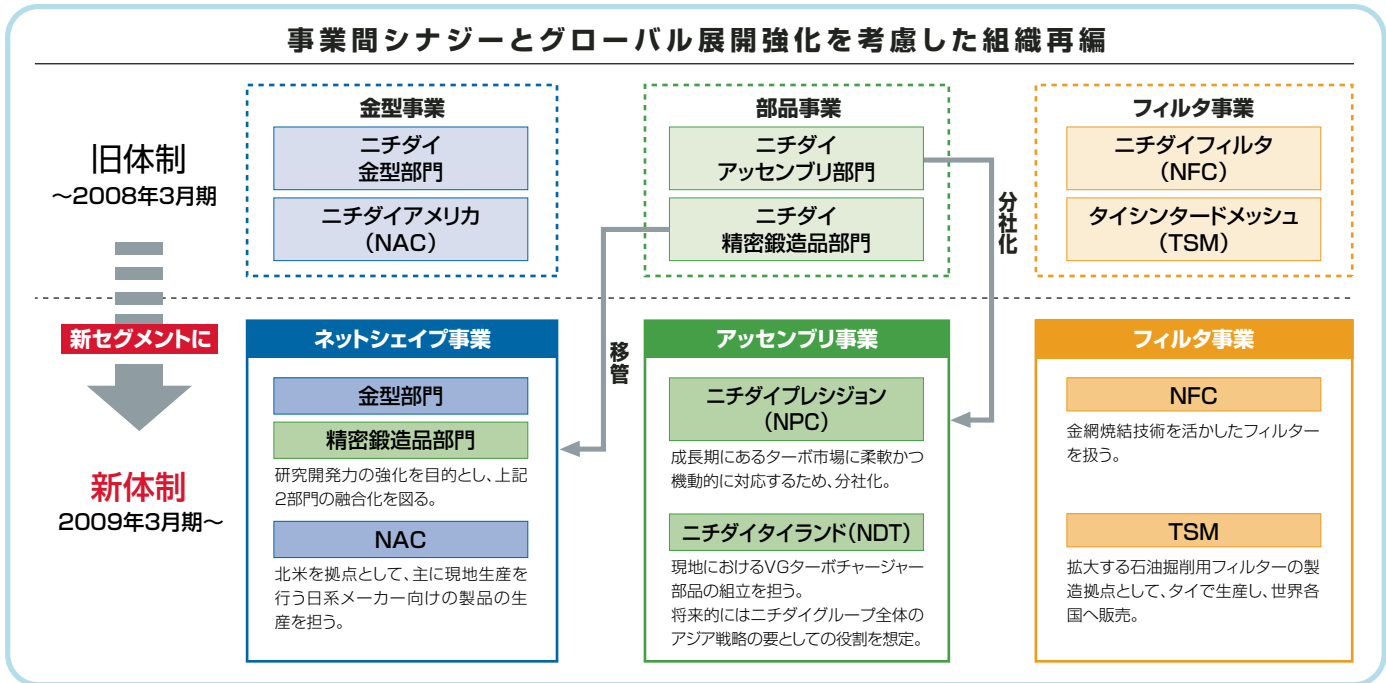 事業間シナジーとグローバル展開強化を考慮した組織再編
旧体制
～2008年3月期
金型事業
ニチダイ
金型部門
ニチダイアメリカ
(NAC)
部品事業
ニチダイ
アッセンブリ部門
ニチダイ
精密鍛造品部門
フィルタ事業
ニチダイフィルタ
(NFC)
タイシンタードメッシュ
(TSM)
分社化
移管
新セグメントに
新体制
2009年3月期～
ネットシェイプ事業
金型部門
精密鍛造品部門
研究開発力の強化を目的とし、上記
2部門の融合化を図る。
NAC
北米を拠点として、主に現地生産を
行う日系メーカー向けの製品の生
産を担う。
アッセンブリ事業
ニチダイプレシジョン
(NPC)
成長期にあるターボ市場に柔軟かつ
機動的に対応するため、分社化。
ニチダイタイランド(NDT)
現地におけるVGターボチャージャー
部品の組立を担う。
将来的にはニチダイグループ全体の
アジア戦略の要としての役割を想定。
フィルタ事業
NFC
金網焼結技術を活かしたフィルター
を扱う。
TSM
拡大する石油掘削用フィルターの製
造拠点として、タイで生産し、世界各
国へ販売。